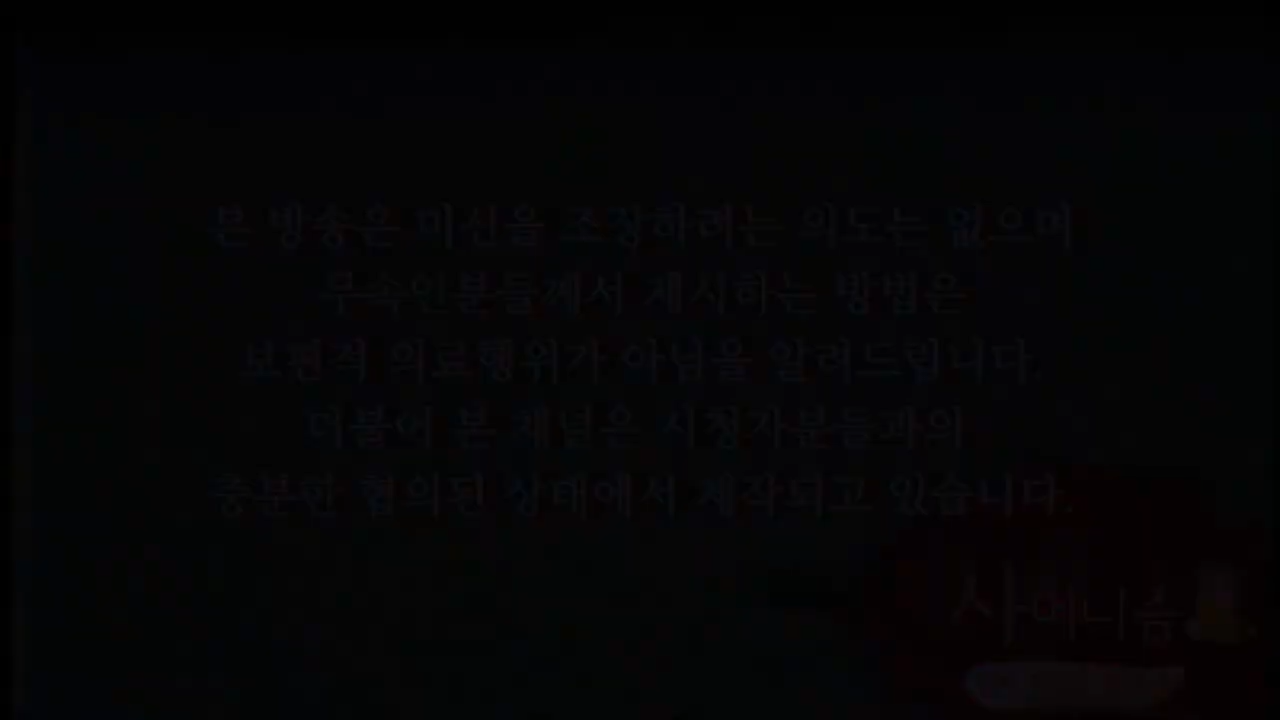 본 방송은 미신을 조장하려는 의도는 없으며
무속인분들께서 제시하는 방법은
보편적 의료행위가 아님을 알려드립니다.
더불어 본 채널은 시청자분들과의
충분한 협의된 상태에서 제작되고 있습니다.
샤머니즘